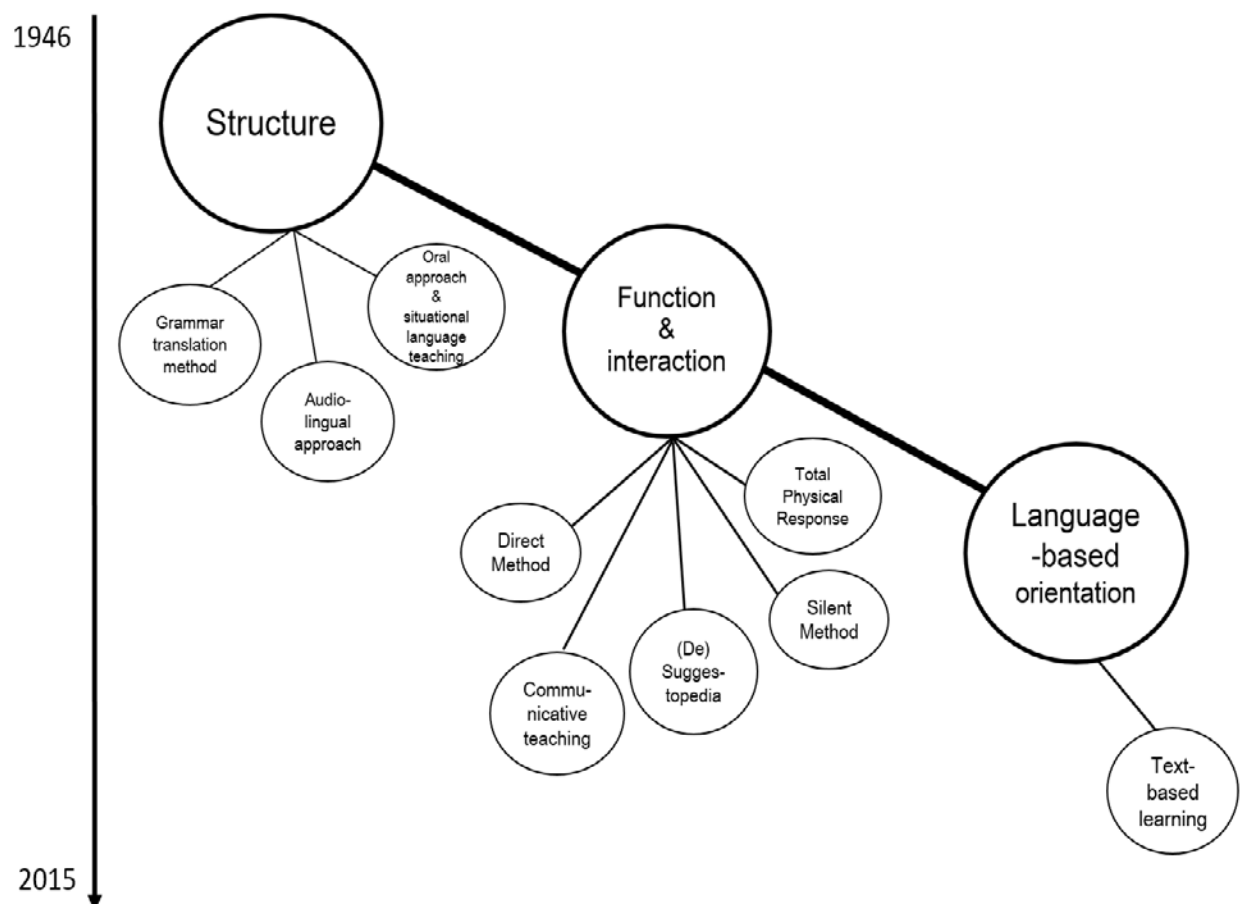 1946
Structure
Oral
approach
&
situational
language
teaching
Grammar
translation
method
Audio-
lingual
approach
Function
&
interaction
Total
Physical
Response
Direct
Method
Silent
Method
(De)
Sugges-
topedia
Commu-
nicative
teaching
Language
-based
orientation
Text-
based
learning
2015